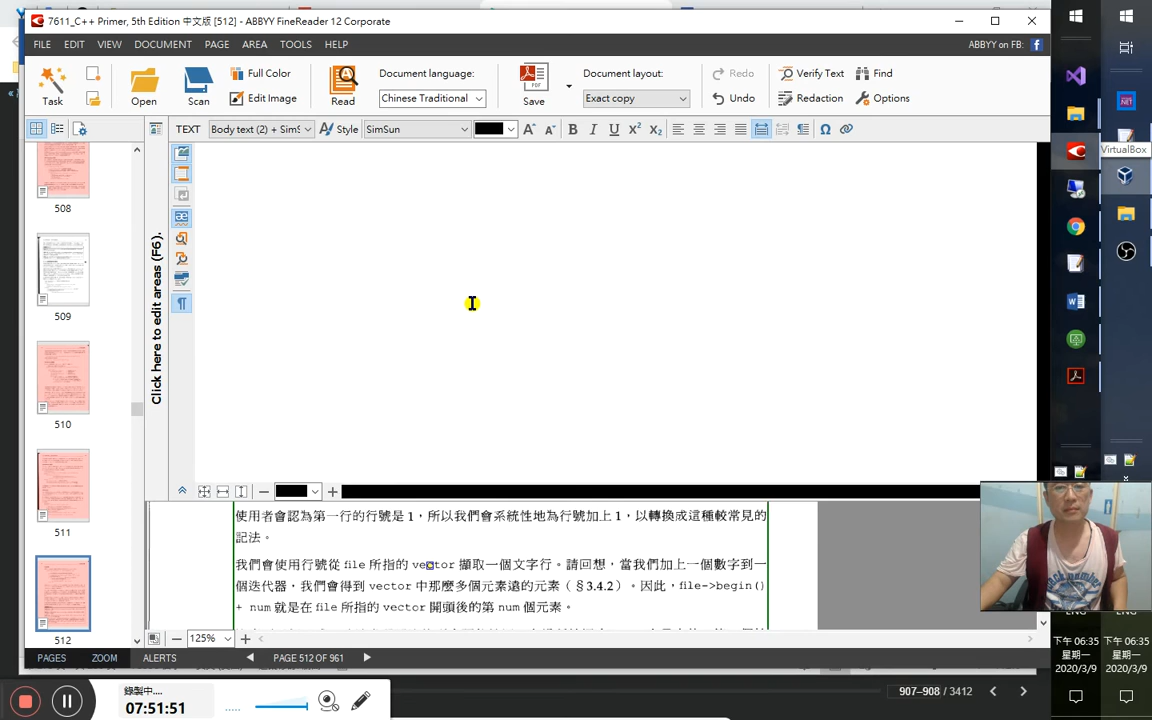 7611_C++ Primer, 5th Edition 中文版 [512] - ABBYY FineReader 12 Corporate
FILE EDIT VIEW DOCUMENT PAGE AREA TOOLS HELP
ABBYY on FB:
Task Open Scan
Full Color
Edit Image
Read
Document language:
Chinese Traditional
Save
Document layout:
Exact copy
Redo
Undo
Verify Text
Redaction
Find
Options
TEXT Body text (2) + SimS Style SimSun
VirtualBox
508
509
510
511
512
Click here to edit areas (F6).
使用者會認為第一行的行號是 1，所以我們會系統性地為行號加上 1，以轉換成這種較常見的
記法。
我們會使用行號從 file 所指的 vector 擷取一個文字行。請回想，當我們加上一個數字到一
個迭代器，我們會得到 vector 中那麼多個元素遠的元素（§3.4.2）。因此，file->begin()
+ num 就是在 file 所指的 vector 開頭後的第 num 個元素。
125%
PAGES ZOOM ALERTS PAGE 512 OF 961
錄製中....
07:51:51
907–908 / 3412
ENG ENG
下午 06:35 下午 06:35
星期一 星期一
2020/3/9 2020/3/9